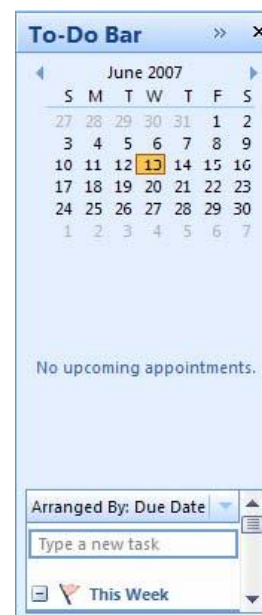 To-Do Bar » ×
June 2007
S M T W T F S
27 28 29 30 31 1 2
3 4 5 6 7 8 9
10 11 12 13 14 15 16
17 18 19 20 21 22 23
24 25 26 27 28 29 30
1 2 3 4 5 6 7
No upcoming appointments.
Arranged By: Due Date
Type a new task
This Week